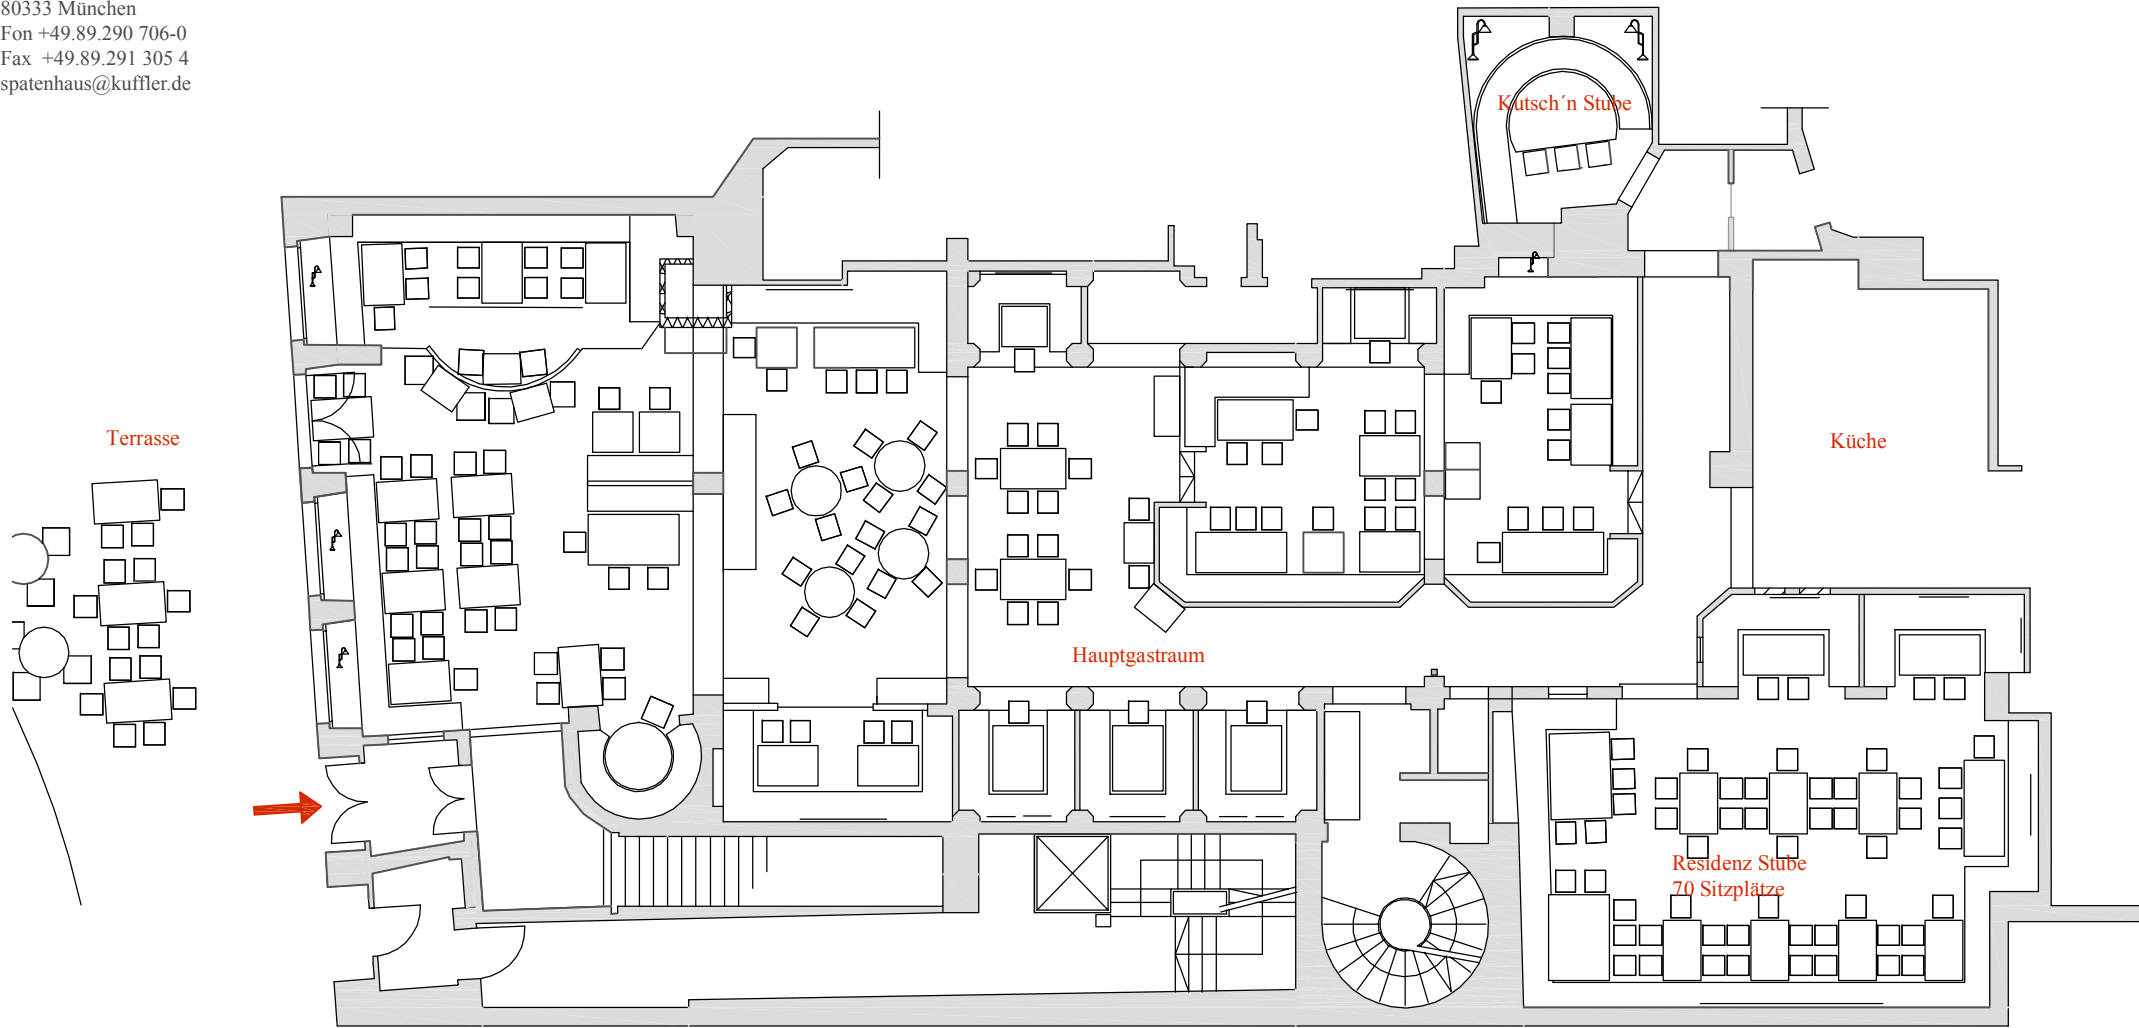 80333 München
Fon +49.89.290 706-0
Fax +49.89.291 305 4
spatenhaus@kuffler.de
Kutsch´n Stube
Terrasse
Küche
Hauptgastraum
Residenz Stube
70 Sitzplätze